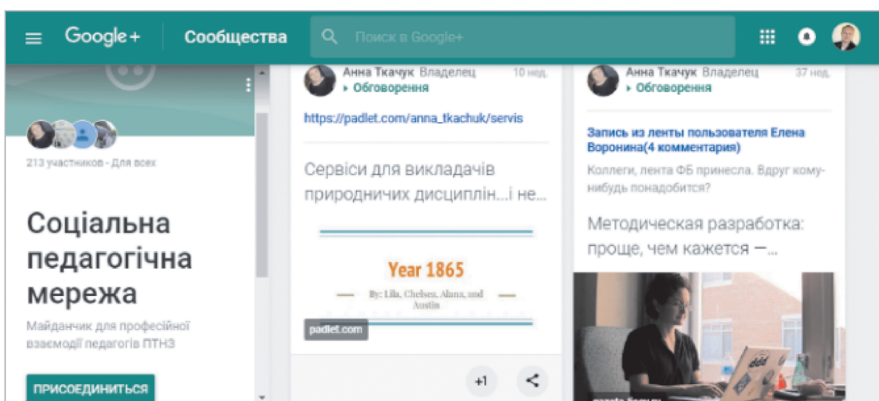 Google+
Сообщества
Поиск в Google+
213 участников - Для всех
Соціальна
педагогічна
мережа
Майданчик для професійної
взаємодії педагогів ПТНЗ
ПРИСОЕДИНИТЬСЯ
Анна Ткачук Владелец 10 нед.
Обговорення
https://padlet.com/anna_tkachuk/servis
Сервіси для викладачів
природничих дисциплін...і не...
Year 1865
By: Lila, Chelsea, Alana, and
Austin
padlet.com
+1
Анна Ткачук Владелец 37 нед.
Обговорення
Запись из ленты пользователя Елена
Воронина(4 комментария)
Коллеги, лента ФБ принесла. Вдруг кому-
нибудь понадобится?
Методическая разработка:
проще, чем кажется —...